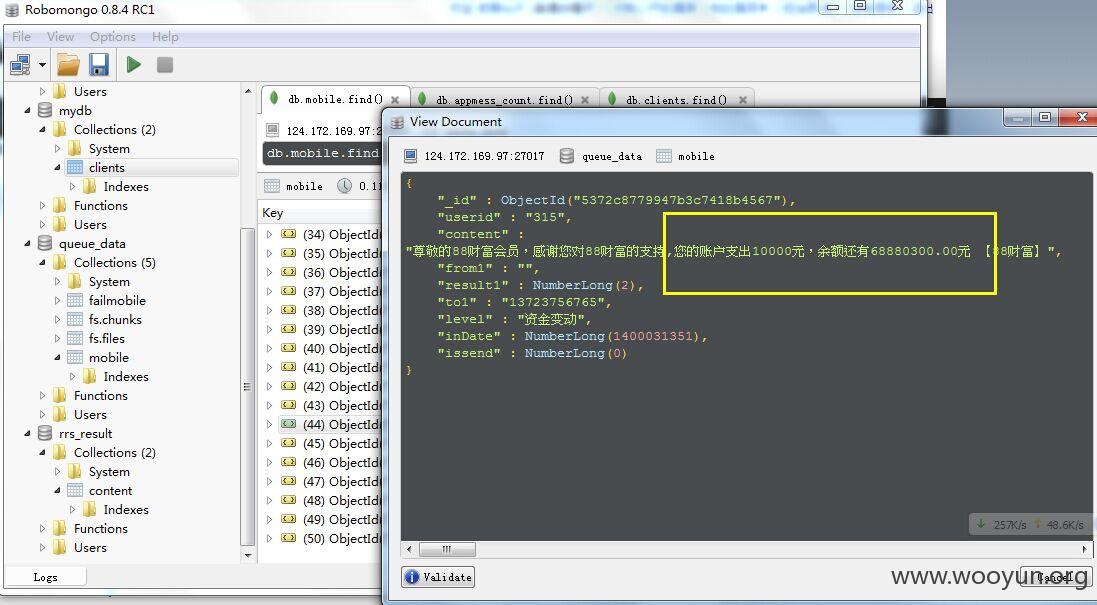 Robomongo 0.8.4 RC1
File View Options Help
Users
mydb
Collections (2)
System
clients
Indexes
Functions
Users
queue_data
Collections (5)
System
failmobile
fs.chunks
fs.files
mobile
Indexes
Functions
Users
rrs_result
Collections (2)
System
content
Indexes
Functions
Users
Logs
db.mobile.find()
db.appmess_count.find()
db.clients.find()
124.172.169.97:2
db.mobile.find
mobile 0.11
Key
(34) ObjectId
(35) ObjectId
(36) ObjectId
(37) ObjectId
(38) ObjectId
(39) ObjectId
(40) ObjectId
(41) ObjectId
(42) ObjectId
(43) ObjectId
(44) ObjectId
(45) ObjectId
(46) ObjectId
(47) ObjectId
(48) ObjectId
(49) ObjectId
(50) ObjectId
View Document
124.172.169.97:27017 queue_data mobile
{
"_id" : ObjectId("5372c8779947b3c7418b4567"),
"userid" : "315",
"content" :
"尊敬的88财富会员，感谢您对88财富的支持,您的账户支出10000元，余额还有68880300.00元 【88财富】",
"from1" : "",
"result1" : NumberLong(2),
"to1" : "13723756765",
"level" : "资金变动",
"inDate" : NumberLong(1400031351),
"issend" : NumberLong(0)
}
257K/s 48.6K/s
Validate
Cancel
www.wooyun.org